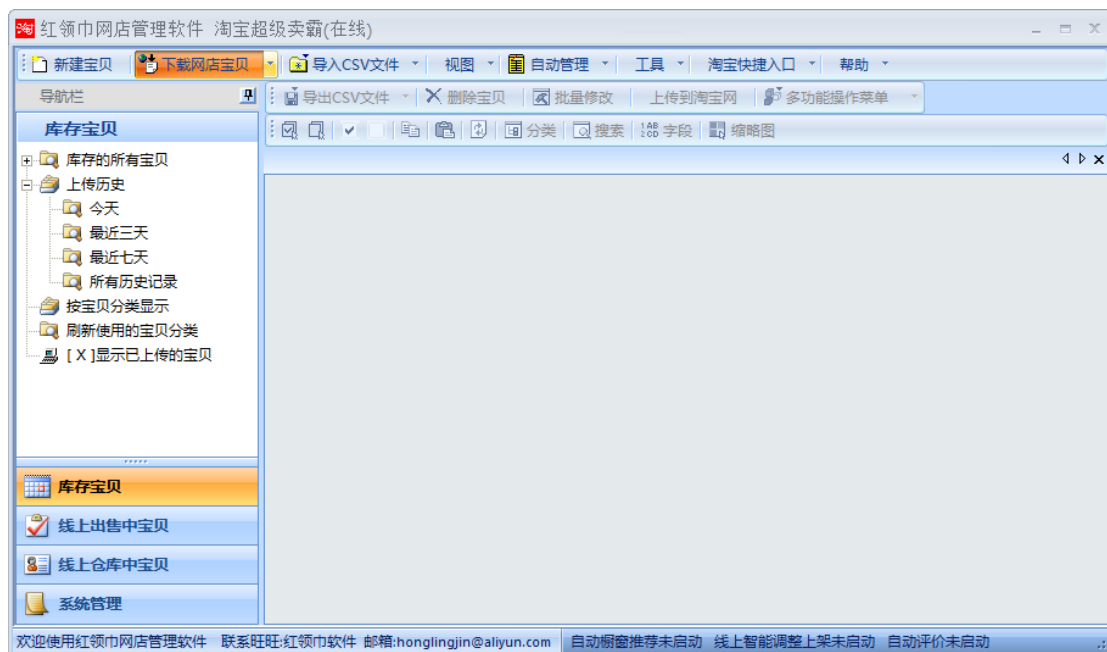 淘 红领巾网店管理软件 淘宝超级卖霸(在线)
新建宝贝 下载网店宝贝 导入CSV文件 视图 自动管理 工具 淘宝快捷入口 帮助
导航栏 导出CSV文件 删除宝贝 批量修改 上传到淘宝网 多功能操作菜单
库存宝贝 分类 搜索 字段 缩略图
库存的所有宝贝
上传历史
今天
最近三天
最近七天
所有历史记录
按宝贝分类显示
刷新使用的宝贝分类
[ X ]显示已上传的宝贝
库存宝贝
线上出售中宝贝
线上仓库中宝贝
系统管理
欢迎使用红领巾网店管理软件 联系旺旺:红领巾软件 邮箱:honglingjin@aliyun.com 自动橱窗推荐未启动 线上智能调整上架未启动 自动评价未启动